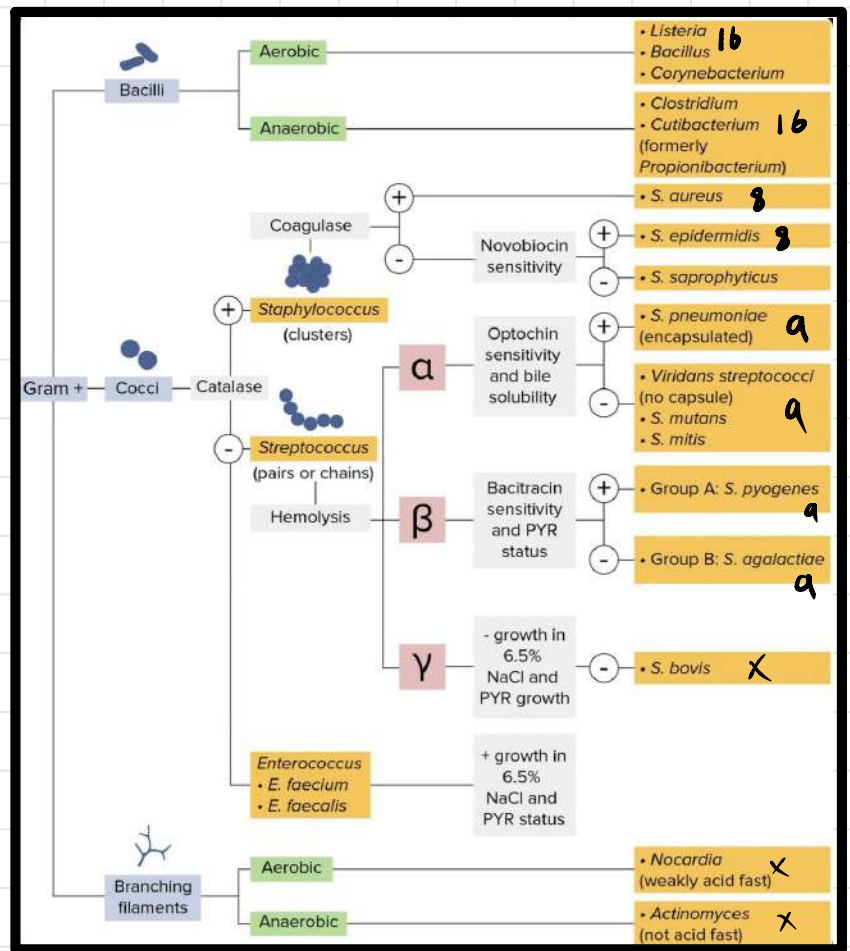 • Listeria 16
• Bacillus
• Corynebacterium
Aerobic
Bacilli
Anaerobic
• Clostridium
• Cutibacterium 16
(formerly
Propionibacterium)
Coagulase
+
• S. aureus 8
-
Novobiocin
sensitivity
+
• S. epidermidis 8
-
• S. saprophyticus
+
Staphylococcus
(clusters)
α
Optochin
sensitivity
and bile
solubility
+
• S. pneumoniae 9
(encapsulated)
-
• Viridans streptococci
(no capsule) 9
• S. mutans
• S. mitis
Gram +
Cocci
Catalase
-
Streptococcus
(pairs or chains)
Hemolysis
β
Bacitracin
sensitivity
and PYR
status
+
• Group A: S. pyogenes
9
-
• Group B: S. agalactiae
9
γ
- growth in
6.5%
NaCl and
PYR growth
-
• S. bovis X
Enterococcus
• E. faecium
• E. faecalis
+ growth in
6.5%
NaCl and
PYR status
Branching
filaments
Aerobic
• Nocardia X
(weakly acid fast)
Anaerobic
• Actinomyces X
(not acid fast)